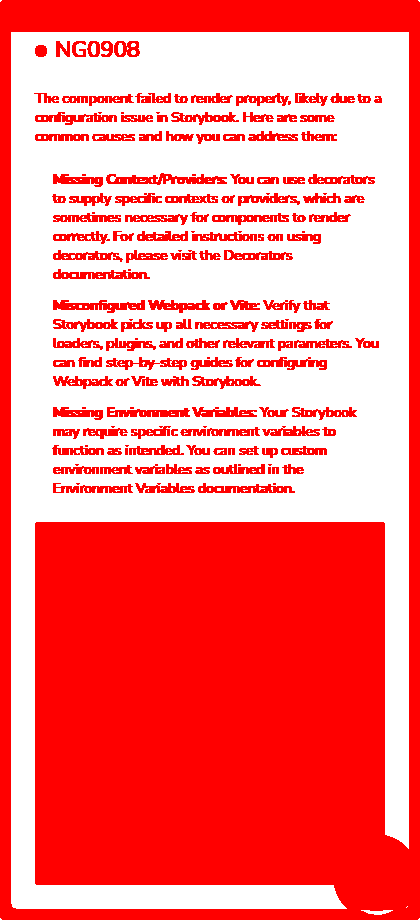 NG0908
The component failed to render properly, likely due to a
configuration issue in Storybook. Here are some
common causes and how you can address them:
Missing Context/Providers: You can use decorators
to supply specific contexts or providers, which are
sometimes necessary for components to render
correctly. For detailed instructions on using
decorators, please visit the Decorators
documentation.
Misconfigured Webpack or Vite: Verify that
Storybook picks up all necessary settings for
loaders, plugins, and other relevant parameters. You
can find step-by-step guides for configuring
Webpack or Vite with Storybook.
Missing Environment Variables: Your Storybook
may require specific environment variables to
function as intended. You can set up custom
environment variables as outlined in the
Environment Variables documentation.